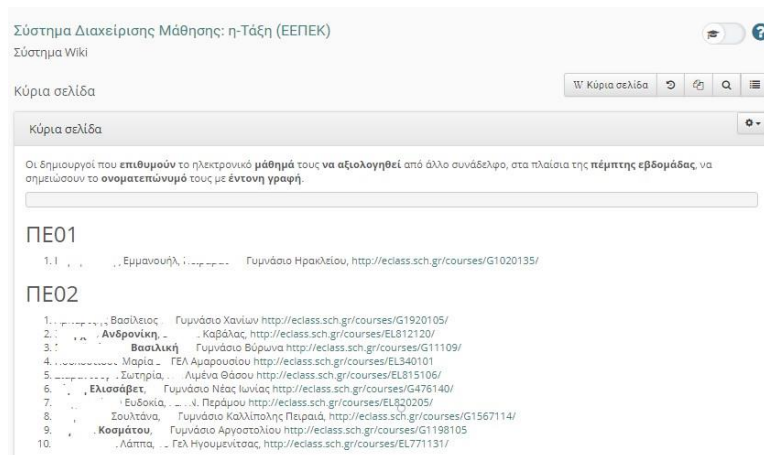 Σύστημα Διαχείρισης Μάθησης: η-Τάξη (ΕΕΠΕΚ)
Σύστημα Wiki
W Κύρια σελίδα
Κύρια σελίδα
Κύρια σελίδα
Οι δημιουργοί που επιθυμούν το ηλεκτρονικό μάθημά τους να αξιολογηθεί από άλλο συνάδελφο, στα πλαίσια της πέμπτης εβδομάδας, να
σημειώσουν το ονοματεπώνυμό τους με έντονη γραφή.
ΠΕ01
1. Εμμανουήλ, Γυμνάσιο Ηρακλείου, http://eclass.sch.gr/courses/G1020135/
ΠΕ02
1. Βασίλειος Γυμνάσιο Χανίων http://eclass.sch.gr/courses/G1920105/
2. Ανδρονίκη, Καβάλας, http://eclass.sch.gr/courses/EL812120/
3. Βασιλική Γυμνάσιο Βύρωνα http://eclass.sch.gr/courses/G11109/
4. Μαρία ΓΕΛ Αμαρουσίου http://eclass.sch.gr/courses/EL340101
5. Σωτηρία, Λιμένα Θάσου http://eclass.sch.gr/courses/EL815106/
6. Ελισσάβετ, Γυμνάσιο Νέας Ιωνίας http://eclass.sch.gr/courses/G476140/
7. Ευδοκία, Ν. Περάμου http://eclass.sch.gr/courses/EL820205/
8. Σουλτάνα, Γυμνάσιο Καλλίπολης Πειραιά, http://eclass.sch.gr/courses/G1567114/
9. Κοσμάτου, Γυμνάσιο Αργοστολίου http://eclass.sch.gr/courses/G1198105
10. Λάππα, Γελ Ηγουμενίτσας, http://eclass.sch.gr/courses/EL771131/